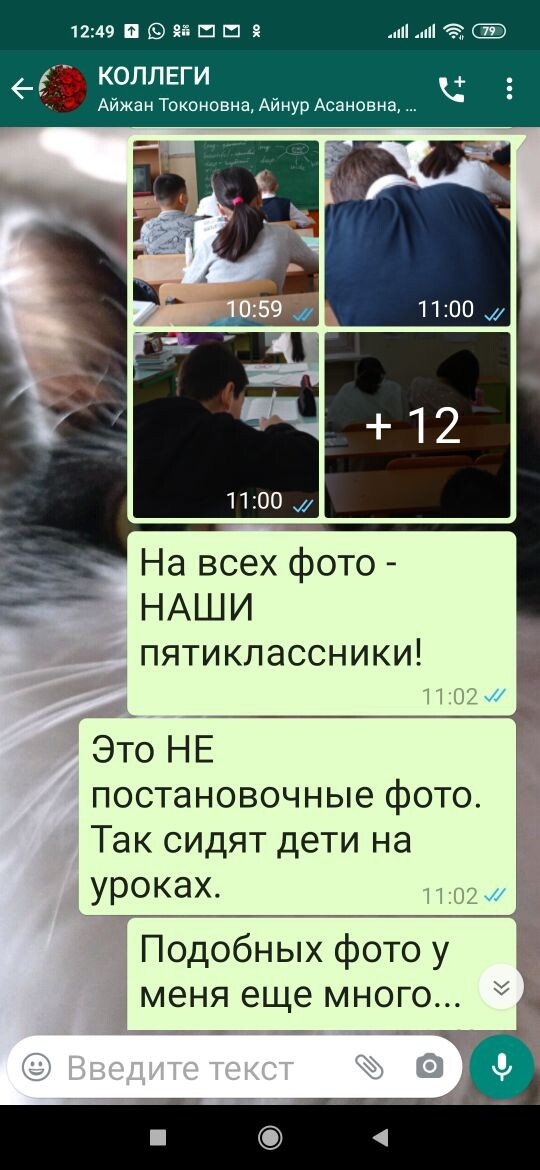 12:49
79
КОЛЛЕГИ
Айжан Токоновна, Айнур Асановна, ...
10:59
11:00
11:00
+ 12
На всех фото -
НАШИ
пятиклассники!
11:02
Это НЕ
постановочные фото.
Так сидят дети на
уроках.
11:02
Подобных фото у
меня еще много...
Введите текст